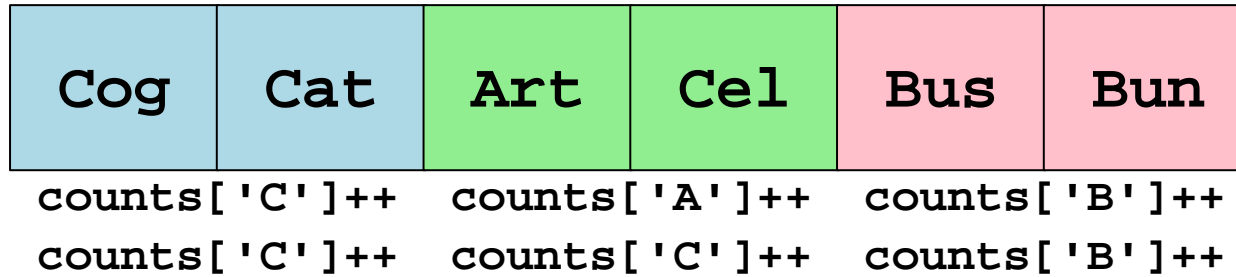 Cog Cat Art Cel Bus Bun
counts['C']++ counts['A']++ counts['B']++
counts['C']++ counts['C']++ counts['B']++